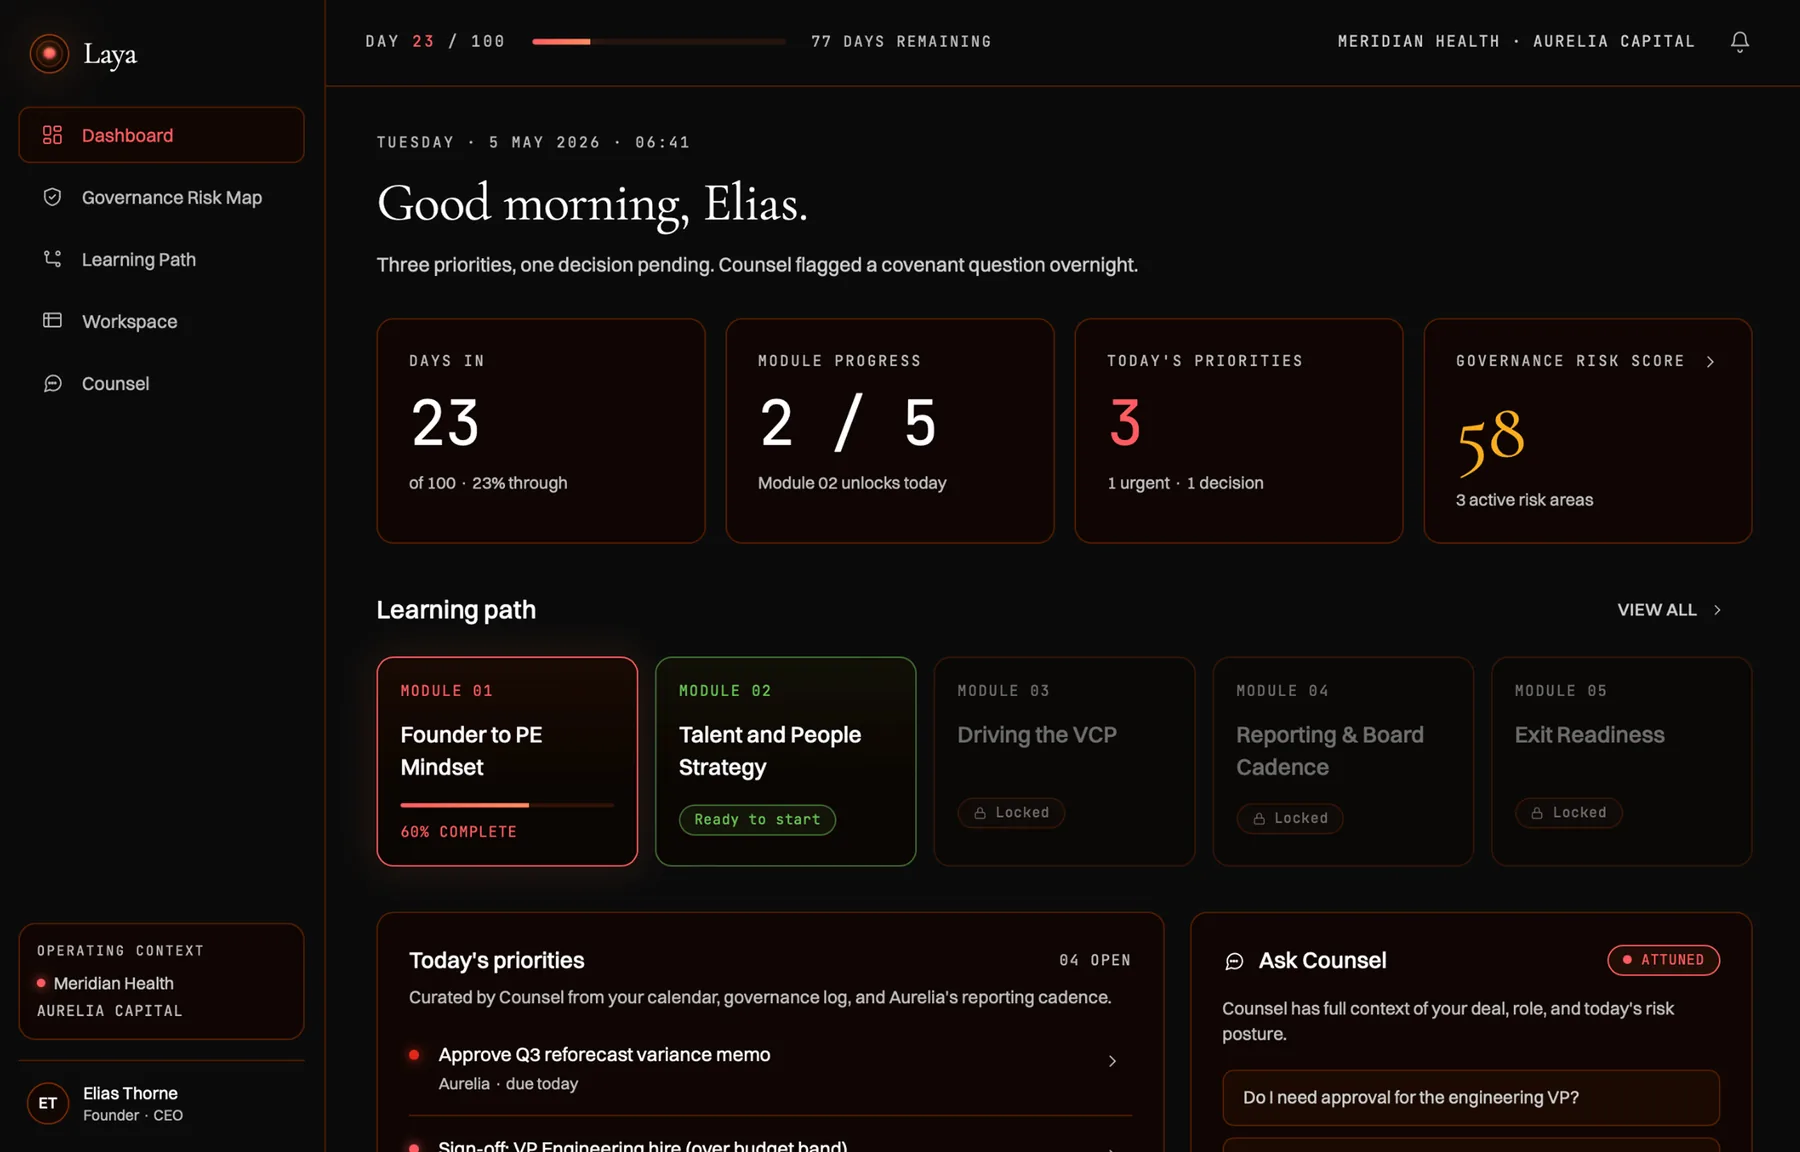 Laya
Dashboard
Governance Risk Map
Learning Path
Workspace
Counsel
OPERATING CONTEXT
Meridian Health
AURELIA CAPITAL
ET
Elias Thorne
Founder · CEO
DAY 23 / 100
77 DAYS REMAINING
MERIDIAN HEALTH · AURELIA CAPITAL
TUESDAY · 5 MAY 2026 · 06:41
Good morning, Elias.
Three priorities, one decision pending. Counsel flagged a covenant question overnight.
DAYS IN
23
of 100 · 23% through
MODULE PROGRESS
2 / 5
Module 02 unlocks today
TODAY'S PRIORITIES
3
1 urgent · 1 decision
GOVERNANCE RISK SCORE
58
3 active risk areas
Learning path
VIEW ALL
MODULE 01
Founder to PE
Mindset
60% COMPLETE
MODULE 02
Talent and People
Strategy
Ready to start
MODULE 03
Driving the VCP
Locked
MODULE 04
Reporting & Board
Cadence
Locked
MODULE 05
Exit Readiness
Locked
Today's priorities
04 OPEN
Curated by Counsel from your calendar, governance log, and Aurelia's reporting cadence.
Approve Q3 reforecast variance memo
Aurelia · due today
Sign-off: VP Engineering hire (over budget band)
Ask Counsel
ATTUNED
Counsel has full context of your deal, role, and today's risk
posture.
Do I need approval for the engineering VP?